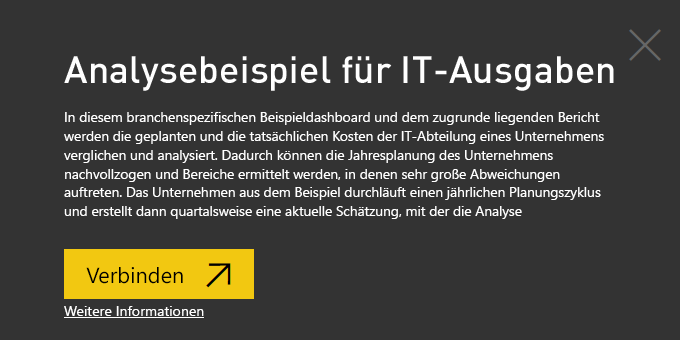 Analysebeispiel für IT-Ausgaben
In diesem branchenspezifischen Beispieldashboard und dem zugrunde liegenden Bericht
werden die geplanten und die tatsächlichen Kosten der IT-Abteilung eines Unternehmens
verglichen und analysiert. Dadurch können die Jahresplanung des Unternehmens
nachvollzogen und Bereiche ermittelt werden, in denen sehr große Abweichungen
auftreten. Das Unternehmen aus dem Beispiel durchläuft einen jährlichen Planungszyklus
und erstellt dann quartalsweise eine aktuelle Schätzung, mit der die Analyse
Verbinden
Weitere Informationen